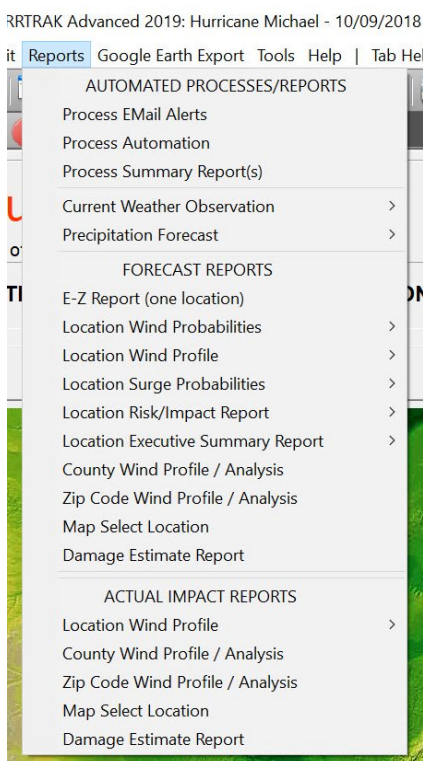 RRTRAK Advanced 2019: Hurricane Michael - 10/09/2018
it Reports Google Earth Export Tools Help | Tab Hel
AUTOMATED PROCESSES/REPORTS
Process EMail Alerts
Process Automation
Process Summary Report(s)
Current Weather Observation >
Precipitation Forecast >
FORECAST REPORTS
E-Z Report (one location)
Location Wind Probabilities >
Location Wind Profile >
Location Surge Probabilities >
Location Risk/Impact Report >
Location Executive Summary Report >
County Wind Profile / Analysis
Zip Code Wind Profile / Analysis
Map Select Location
Damage Estimate Report
ACTUAL IMPACT REPORTS
Location Wind Profile >
County Wind Profile / Analysis
Zip Code Wind Profile / Analysis
Map Select Location
Damage Estimate Report